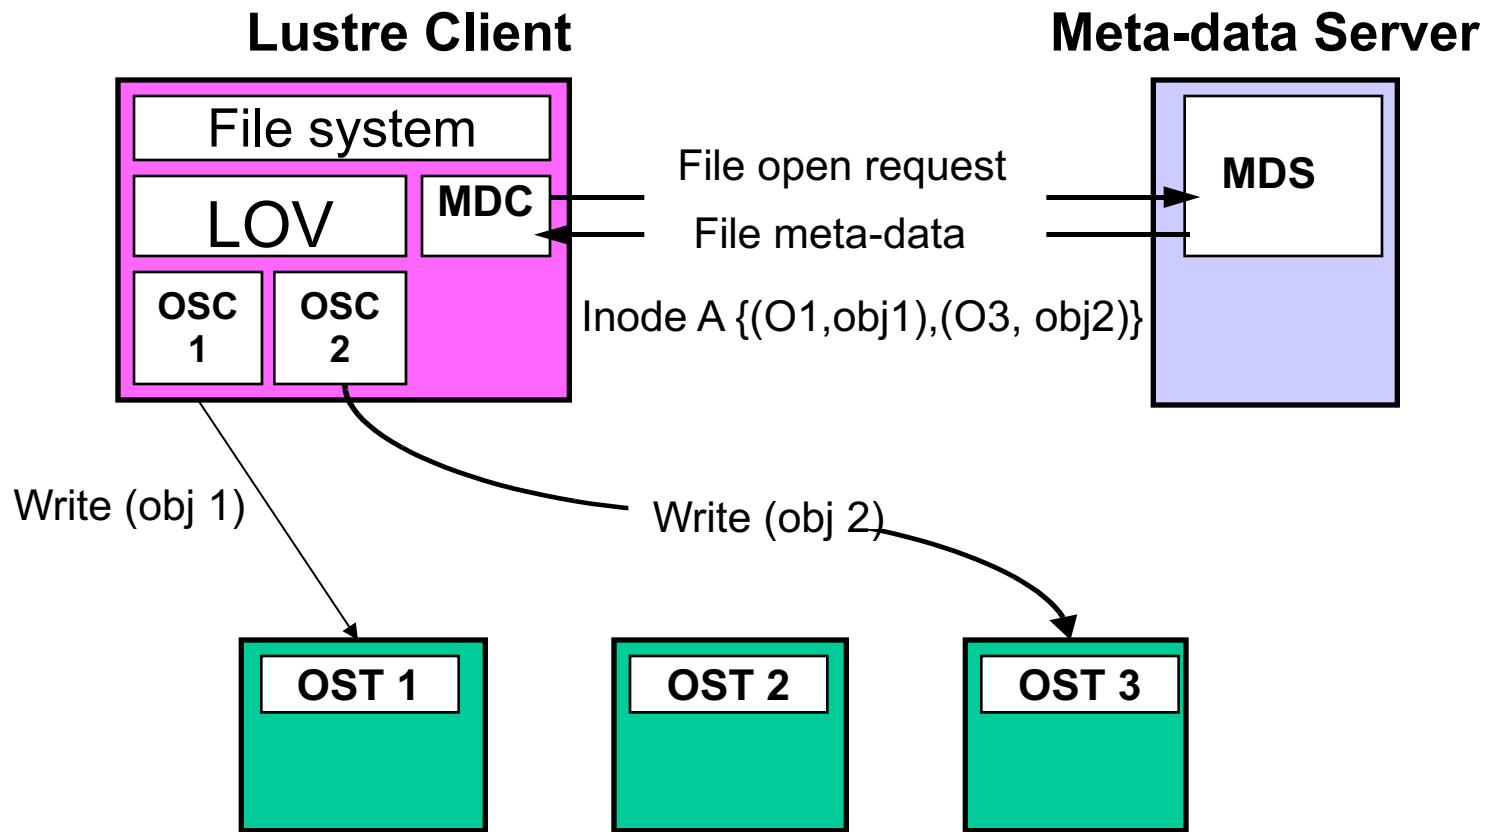 Lustre Client
Meta-data Server
File system
LOV
MDC
File open request
File meta-data
MDS
OSC
1
OSC
2
Inode A {(O1,obj1),(O3, obj2)}
Write (obj 1)
Write (obj 2)
OST 1
OST 2
OST 3